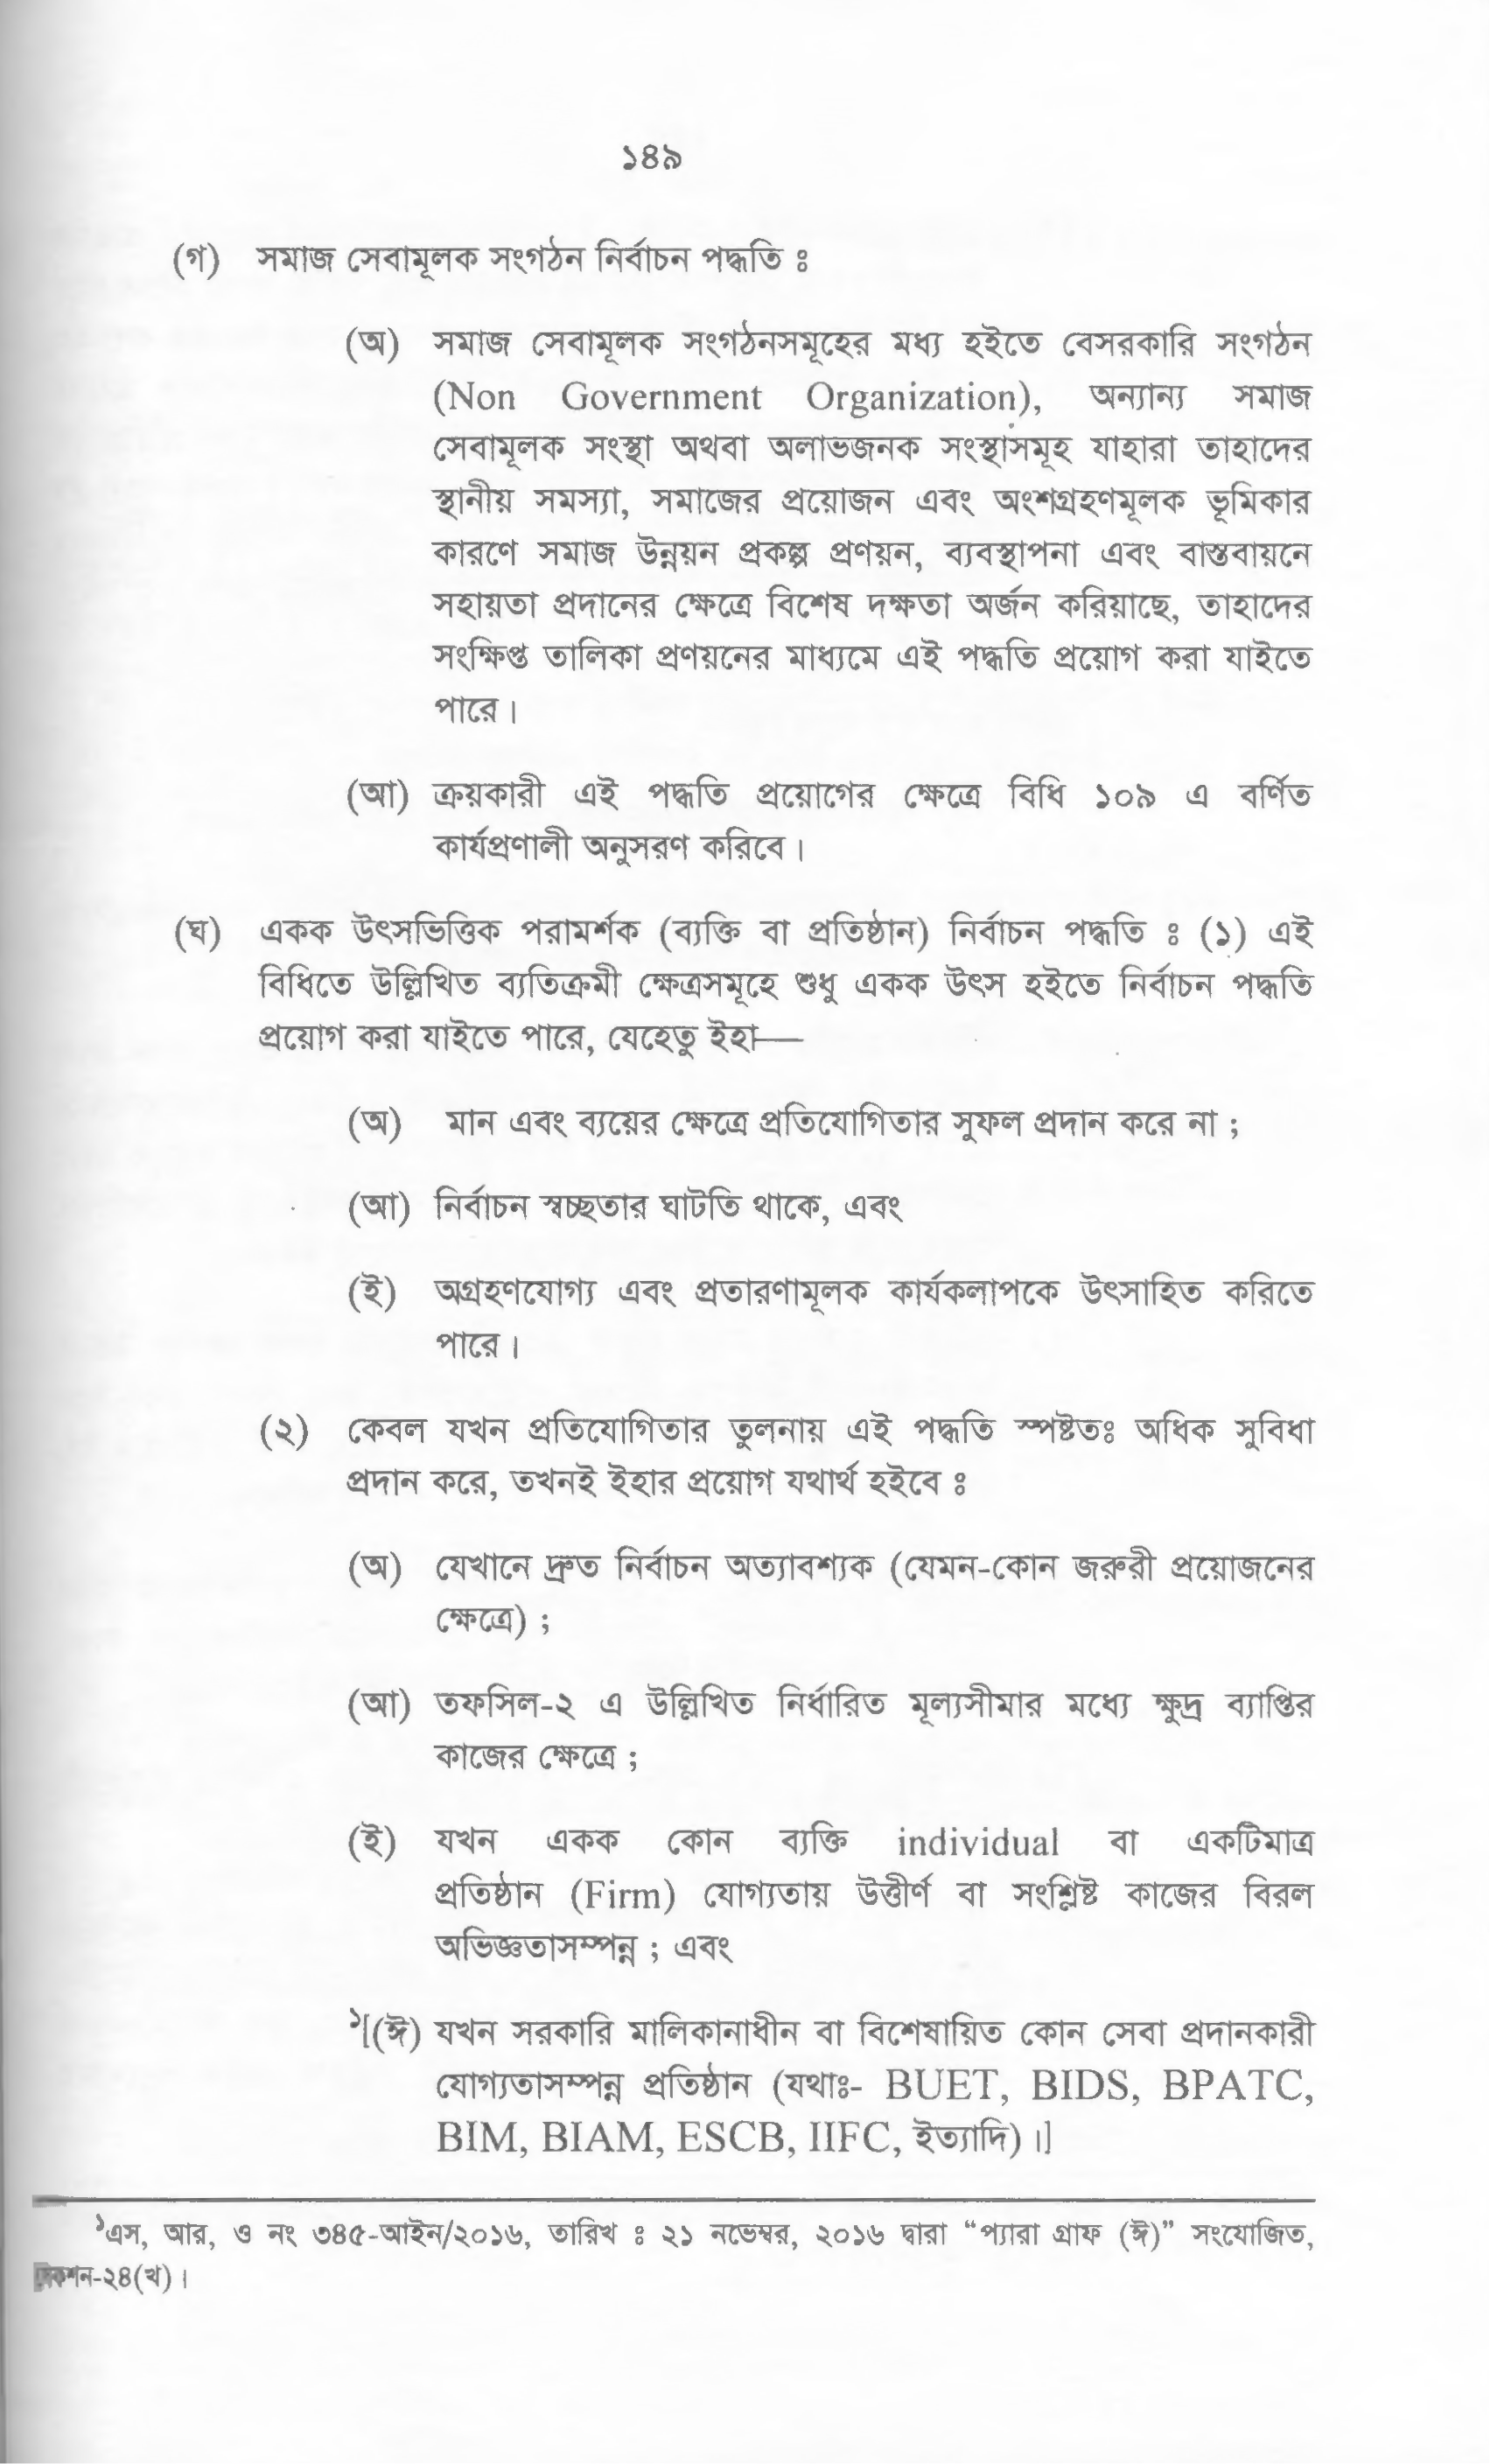 ১৪৯
(গ) সমাজ সেবামূলক সংগঠন নির্বাচন পদ্ধতি ঃ
(অ) সমাজ সেবামূলক সংগঠনসমূহের মধ্য হইতে বেসরকারি সংগঠন
(Non Government Organization), অন্যান্য সমাজ
সেবামূলক সংস্থা অথবা অলাভজনক সংস্থাসমূহ যাহারা তাহাদের
স্থানীয় সমস্যা, সমাজের প্রয়োজন এবং অংশগ্রহণমূলক ভূমিকার
কারণে সমাজ উন্নয়ন প্রকল্প প্রণয়ন, ব্যবস্থাপনা এবং বাস্তবায়নে
সহায়তা প্রদানের ক্ষেত্রে বিশেষ দক্ষতা অর্জন করিয়াছে, তাহাদের
সংক্ষিপ্ত তালিকা প্রণয়নের মাধ্যমে এই পদ্ধতি প্রয়োগ করা যাইতে
পারে।
(আ) ক্রয়কারী এই পদ্ধতি প্রয়োগের ক্ষেত্রে বিধি ১০৯ এ বর্ণিত
কার্যপ্রণালী অনুসরণ করিবে।
(ঘ) একক উৎসভিত্তিক পরামর্শক (ব্যক্তি বা প্রতিষ্ঠান) নির্বাচন পদ্ধতি ঃ (১) এই
বিধিতে উল্লিখিত ব্যতিক্রমী ক্ষেত্রসমূহে শুধু একক উৎস হইতে নির্বাচন পদ্ধতি
প্রয়োগ করা যাইতে পারে, যেহেতু ইহা—
(অ) মান এবং ব্যয়ের ক্ষেত্রে প্রতিযোগিতার সুফল প্রদান করে না ;
(আ) নির্বাচন স্বচ্ছতার ঘাটতি থাকে, এবং
(ই) অগ্রহণযোগ্য এবং প্রতারণামূলক কার্যকলাপকে উৎসাহিত করিতে
পারে।
(২) কেবল যখন প্রতিযোগিতার তুলনায় এই পদ্ধতি স্পষ্টতঃ অধিক সুবিধা
প্রদান করে, তখনই ইহার প্রয়োগ যথার্থ হইবে ঃ
(অ) যেখানে দ্রুত নির্বাচন অত্যাবশ্যক (যেমন-কোন জরুরী প্রয়োজনের
ক্ষেত্রে) ;
(আ) তফসিল-২ এ উল্লিখিত নির্ধারিত মূল্যসীমার মধ্যে ক্ষুদ্র ব্যাপ্তির
কাজের ক্ষেত্রে ;
(ই) যখন একক কোন ব্যক্তি individual বা একটিমাত্র
প্রতিষ্ঠান (Firm) যোগ্যতায় উত্তীর্ণ বা সংশ্লিষ্ট কাজের বিরল
অভিজ্ঞতাসম্পন্ন ; এবং
১[(ঈ) যখন সরকারি মালিকানাধীন বা বিশেষায়িত কোন সেবা প্রদানকারী
যোগ্যতাসম্পন্ন প্রতিষ্ঠান (যথাঃ- BUET, BIDS, BPATC,
BIM, BIAM, ESCB, IIFC, ইত্যাদি)।]
১এস, আর, ও নং ৩৪৫-আইন/২০১৬, তারিখ ঃ ২১ নভেম্বর, ২০১৬ দ্বারা “প্যারা গ্রাফ (ঈ)” সংযোজিত,
সেকশন-২৪(খ)।